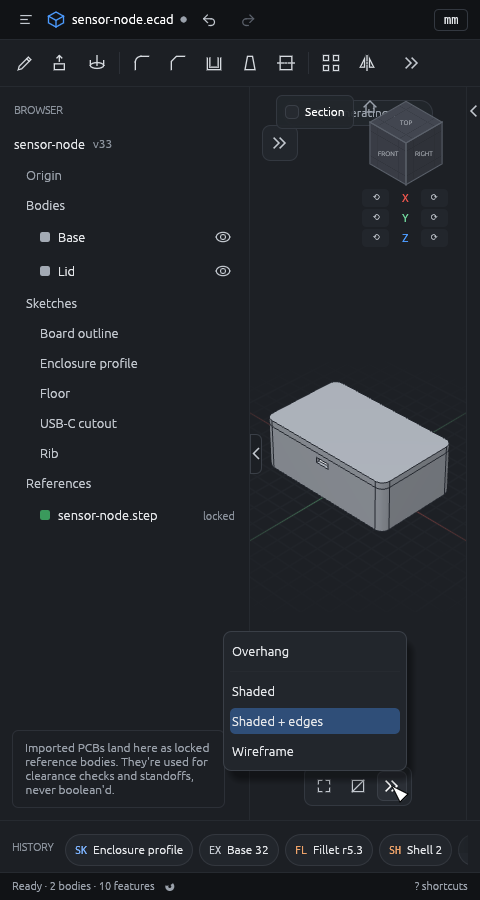 sensor-node.ecad
mm
BROWSER
Section
TOP
FRONT
RIGHT
sensor-node v33
Origin
X
Bodies
Y
Base
Z
Lid
Sketches
Board outline
Enclosure profile
Floor
USB-C cutout
Rib
References
sensor-node.step locked
Overhang
Shaded
Shaded + edges
Wireframe
Imported PCBs land here as locked
reference bodies. They're used for
clearance checks and standoffs,
never boolean'd.
HISTORY SK Enclosure profile EX Base 32 FL Fillet r5.3 SH Shell 2
Ready · 2 bodies · 10 features ? shortcuts